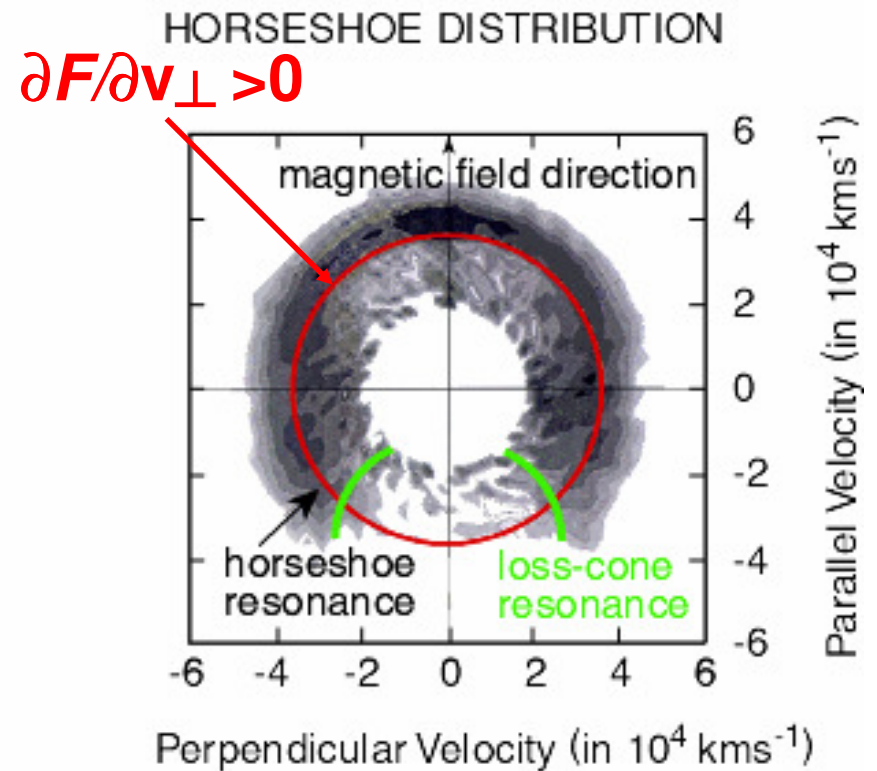 HORSESHOE DISTRIBUTION
∂F/∂v⊥ >0
magnetic field direction
6
4
2
0
-2
-4
-6
Parallel Velocity (in 10⁴ kms⁻¹)
horseshoe
resonance
loss-cone
resonance
-6 -4 -2 0 2 4 6
Perpendicular Velocity (in 10⁴ kms⁻¹)